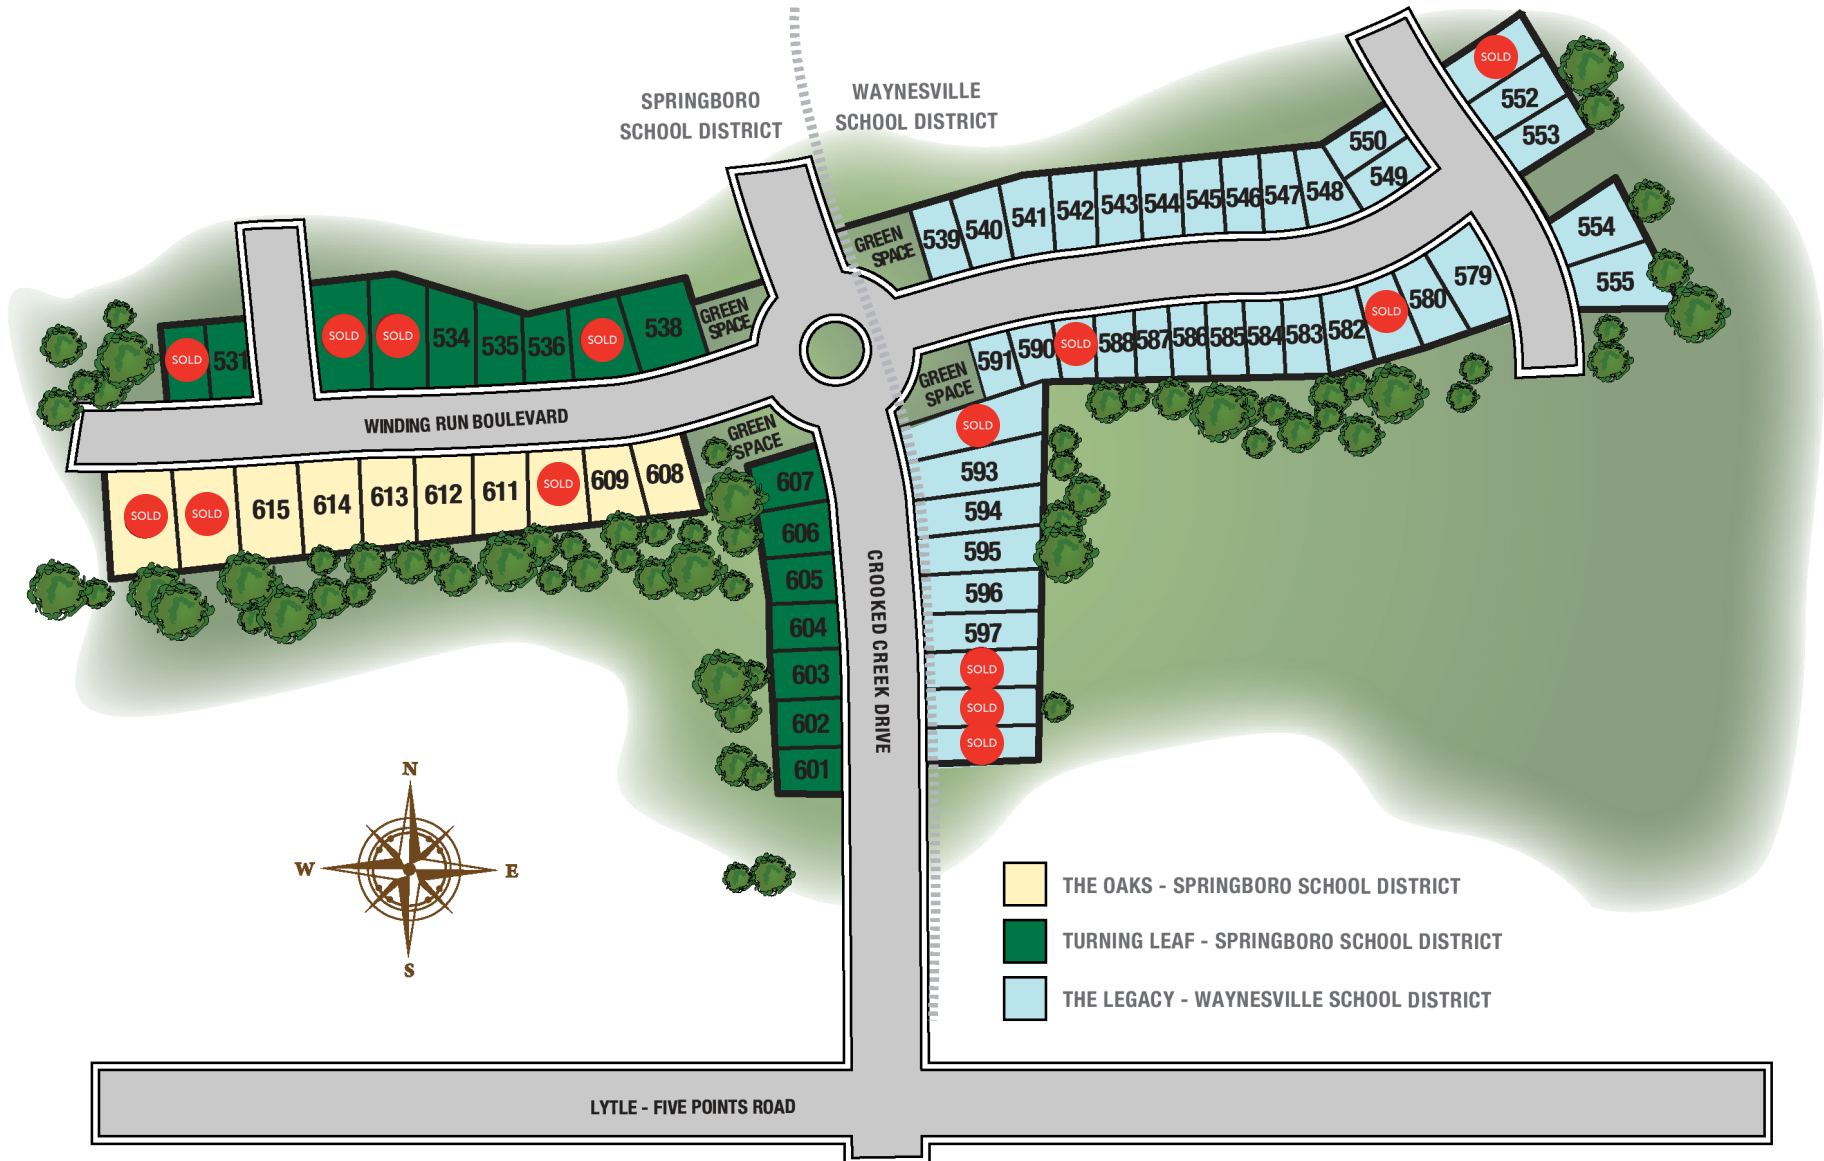 SPRINGBORO
SCHOOL DISTRICT
WAYNESVILLE
SCHOOL DISTRICT
SOLD
552
553
550
549
554
555
GREEN
SPACE
539
540
541
542
543
544
545
546
547
548
SOLD
531
SOLD
SOLD
534
535
536
SOLD
538
GREEN
SPACE
GREEN
SPACE
591
590
SOLD
588
587
586
585
584
583
582
SOLD
580
579
WINDING RUN BOULEVARD
GREEN
SPACE
SOLD
SOLD
615
614
613
612
611
SOLD
609
608
607
606
605
604
603
602
601
CROOKED CREEK DRIVE
SOLD
593
594
595
596
597
SOLD
SOLD
SOLD
N
W
E
S
THE OAKS - SPRINGBORO SCHOOL DISTRICT
TURNING LEAF - SPRINGBORO SCHOOL DISTRICT
THE LEGACY - WAYNESVILLE SCHOOL DISTRICT
LYTLE - FIVE POINTS ROAD